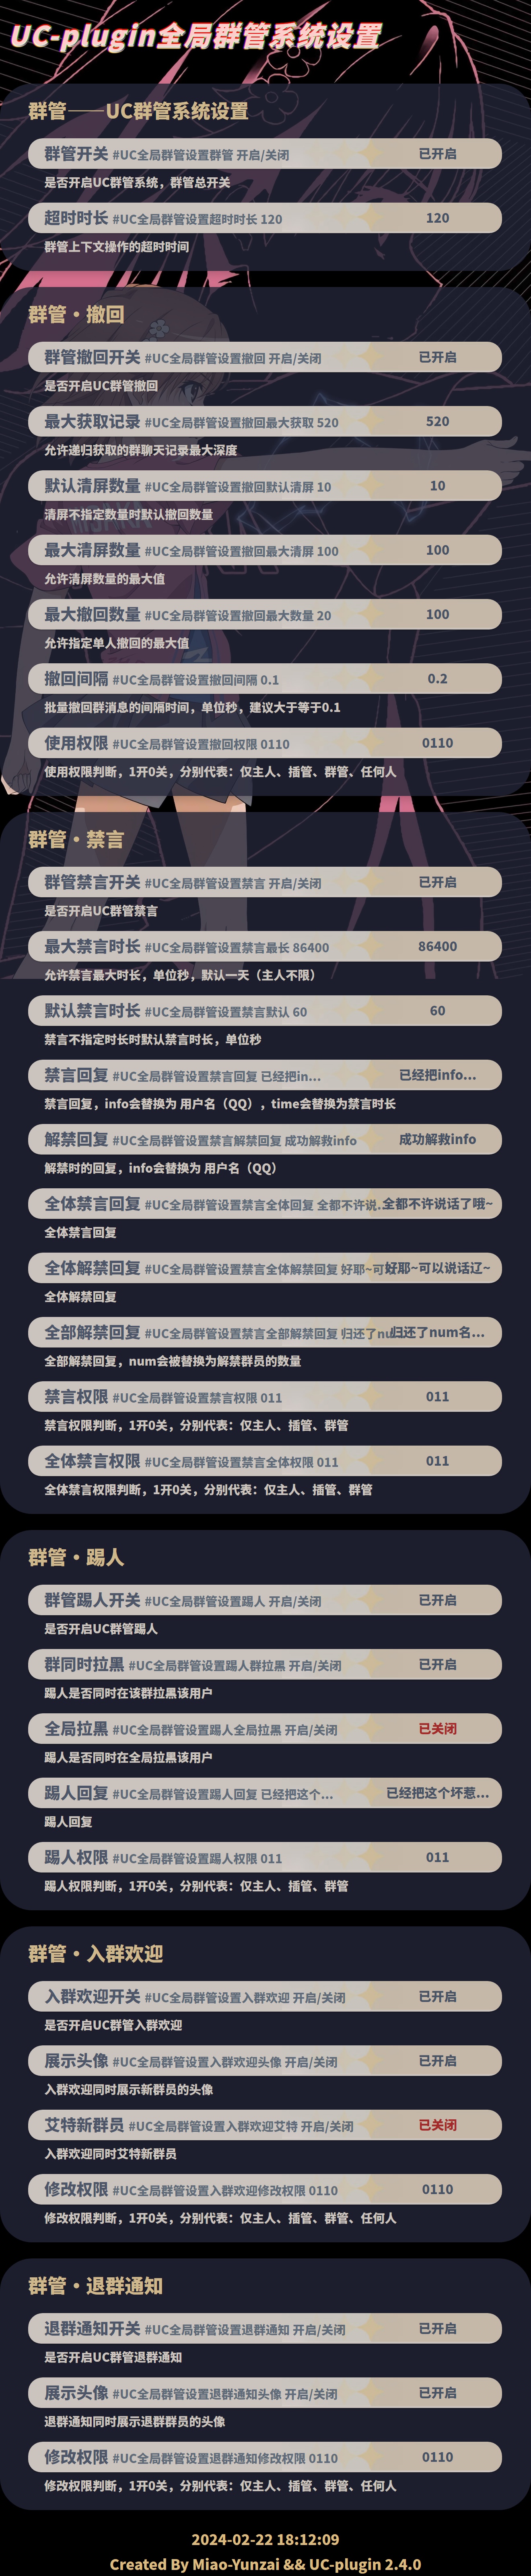 UC-plugin全局群管系统设置
群管——UC群管系统设置
群管开关 #UC全局群管设置群管 开启/关闭 已开启
是否开启UC群管系统，群管总开关
超时时长 #UC全局群管设置超时时长 120 120
群管上下文操作的超时时间
群管·撤回
群管撤回开关 #UC全局群管设置撤回 开启/关闭 已开启
是否开启UC群管撤回
最大获取记录 #UC全局群管设置撤回最大获取 520 520
允许递归获取的群聊天记录最大深度
默认清屏数量 #UC全局群管设置撤回默认清屏 10 10
清屏不指定数量时默认撤回数量
最大清屏数量 #UC全局群管设置撤回最大清屏 100 100
允许清屏数量的最大值
最大撤回数量 #UC全局群管设置撤回最大数量 20 100
允许指定单人撤回的最大值
撤回间隔 #UC全局群管设置撤回间隔 0.1 0.2
批量撤回群消息的间隔时间，单位秒，建议大于等于0.1
使用权限 #UC全局群管设置撤回权限 0110 0110
使用权限判断，1开0关，分别代表：仅主人、插管、群管、任何人
群管·禁言
群管禁言开关 #UC全局群管设置禁言 开启/关闭 已开启
是否开启UC群管禁言
最大禁言时长 #UC全局群管设置禁言最长 86400 86400
允许禁言最大时长，单位秒，默认一天（主人不限）
默认禁言时长 #UC全局群管设置禁言默认 60 60
禁言不指定时长时默认禁言时长，单位秒
禁言回复 #UC全局群管设置禁言回复 已经把in... 已经把info...
禁言回复，info会替换为 用户名（QQ），time会替换为禁言时长
解禁回复 #UC全局群管设置禁言解禁回复 成功解救info 成功解救info
解禁时的回复，info会替换为 用户名（QQ）
全体禁言回复 #UC全局群管设置禁言全体回复 全都不许说... 全都不许说话了哦~
全体禁言回复
全体解禁回复 #UC全局群管设置禁言全体解禁回复 好耶~可 好耶~可以说话辽~
全体解禁回复
全部解禁回复 #UC全局群管设置禁言全部解禁回复 归还了nu 归还了num名...
全部解禁回复，num会被替换为解禁群员的数量
禁言权限 #UC全局群管设置禁言权限 011 011
禁言权限判断，1开0关，分别代表：仅主人、插管、群管
全体禁言权限 #UC全局群管设置禁言全体权限 011 011
全体禁言权限判断，1开0关，分别代表：仅主人、插管、群管
群管·踢人
群管踢人开关 #UC全局群管设置踢人 开启/关闭 已开启
是否开启UC群管踢人
群同时拉黑 #UC全局群管设置踢人群拉黑 开启/关闭 已开启
踢人是否同时在该群拉黑该用户
全局拉黑 #UC全局群管设置踢人全局拉黑 开启/关闭 已关闭
踢人是否同时在全局拉黑该用户
踢人回复 #UC全局群管设置踢人回复 已经把这个... 已经把这个坏惹...
踢人回复
踢人权限 #UC全局群管设置踢人权限 011 011
踢人权限判断，1开0关，分别代表：仅主人、插管、群管
群管·入群欢迎
入群欢迎开关 #UC全局群管设置入群欢迎 开启/关闭 已开启
是否开启UC群管入群欢迎
展示头像 #UC全局群管设置入群欢迎头像 开启/关闭 已开启
入群欢迎同时展示新群员的头像
艾特新群员 #UC全局群管设置入群欢迎艾特 开启/关闭 已关闭
入群欢迎同时艾特新群员
修改权限 #UC全局群管设置入群欢迎修改权限 0110 0110
修改权限判断，1开0关，分别代表：仅主人、插管、群管、任何人
群管·退群通知
退群通知开关 #UC全局群管设置退群通知 开启/关闭 已开启
是否开启UC群管退群通知
展示头像 #UC全局群管设置退群通知头像 开启/关闭 已开启
退群通知同时展示退群群员的头像
修改权限 #UC全局群管设置退群通知修改权限 0110 0110
修改权限判断，1开0关，分别代表：仅主人、插管、群管、任何人
2024-02-22 18:12:09
Created By Miao-Yunzai && UC-plugin 2.4.0